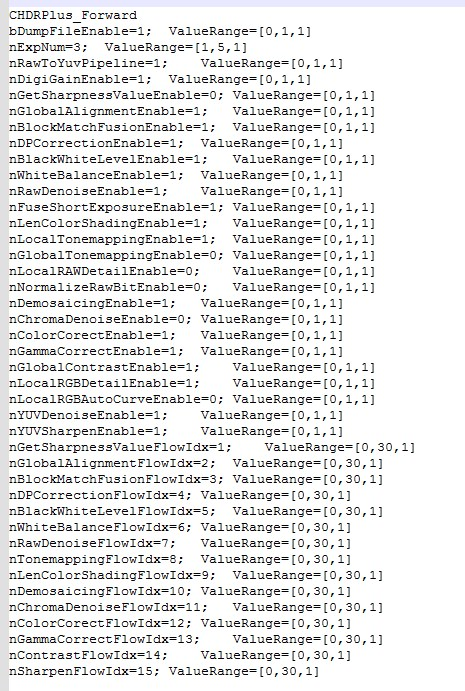 CHDRPlus_Forward
bDumpFileEnable=1;  ValueRange=[0,1,1]
nExpNum=3;  ValueRange=[1,5,1]
nRawToYuvPipeline=1;  ValueRange=[0,1,1]
nDigiGainEnable=1;  ValueRange=[0,1,1]
nGetSharpnessValueEnable=0; ValueRange=[0,1,1]
nGlobalAlignmentEnable=1;  ValueRange=[0,1,1]
nBlockMatchFusionEnable=1;  ValueRange=[0,1,1]
nDPCorrectionEnable=1;  ValueRange=[0,1,1]
nBlackWhiteLevelEnable=1;  ValueRange=[0,1,1]
nWhiteBalanceEnable=1;  ValueRange=[0,1,1]
nRawDenoiseEnable=1;  ValueRange=[0,1,1]
nFuseShortExposureEnable=1; ValueRange=[0,1,1]
nLenColorShadingEnable=1;  ValueRange=[0,1,1]
nLocalTonemappingEnable=1;  ValueRange=[0,1,1]
nGlobalTonemappingEnable=0; ValueRange=[0,1,1]
nLocalRAWDetailEnable=0;  ValueRange=[0,1,1]
nNormalizeRawBitEnable=0;  ValueRange=[0,1,1]
nDemosaicingEnable=1;  ValueRange=[0,1,1]
nChromaDenoiseEnable=0; ValueRange=[0,1,1]
nColorCorectEnable=1;  ValueRange=[0,1,1]
nGammaCorrectEnable=1;  ValueRange=[0,1,1]
nGlobalContrastEnable=1;  ValueRange=[0,1,1]
nLocalRGBDetailEnable=1;  ValueRange=[0,1,1]
nLocalRGBAutoCurveEnable=0; ValueRange=[0,1,1]
nYUVDenoiseEnable=1;  ValueRange=[0,1,1]
nYUVSharpenEnable=1;  ValueRange=[0,1,1]
nGetSharpnessValueFlowIdx=1;  ValueRange=[0,30,1]
nGlobalAlignmentFlowIdx=2;  ValueRange=[0,30,1]
nBlockMatchFusionFlowIdx=3; ValueRange=[0,30,1]
nDPCorrectionFlowIdx=4; ValueRange=[0,30,1]
nBlackWhiteLevelFlowIdx=5;  ValueRange=[0,30,1]
nWhiteBalanceFlowIdx=6; ValueRange=[0,30,1]
nRawDenoiseFlowIdx=7;  ValueRange=[0,30,1]
nTonemappingFlowIdx=8;  ValueRange=[0,30,1]
nLenColorShadingFlowIdx=9;  ValueRange=[0,30,1]
nDemosaicingFlowIdx=10; ValueRange=[0,30,1]
nChromaDenoiseFlowIdx=11;  ValueRange=[0,30,1]
nColorCorectFlowIdx=12; ValueRange=[0,30,1]
nGammaCorrectFlowIdx=13;  ValueRange=[0,30,1]
nContrastFlowIdx=14;  ValueRange=[0,30,1]
nSharpenFlowIdx=15; ValueRange=[0,30,1]